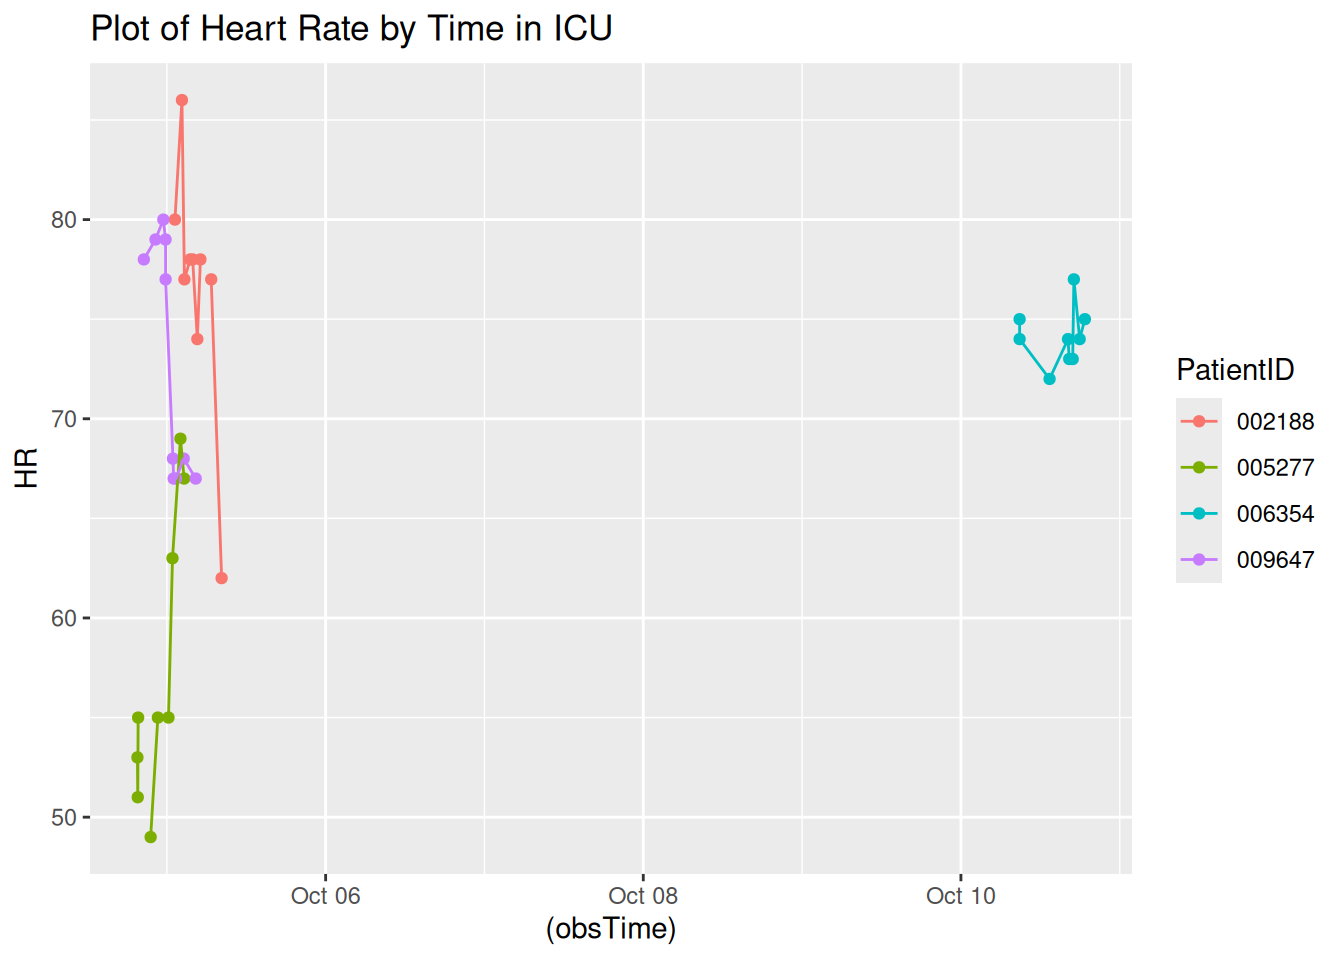 Plot of Heart Rate by Time in ICU
HR
80
70
60
50
Oct 06
Oct 08
Oct 10
(obsTime)
PatientID
002188
005277
006354
009647